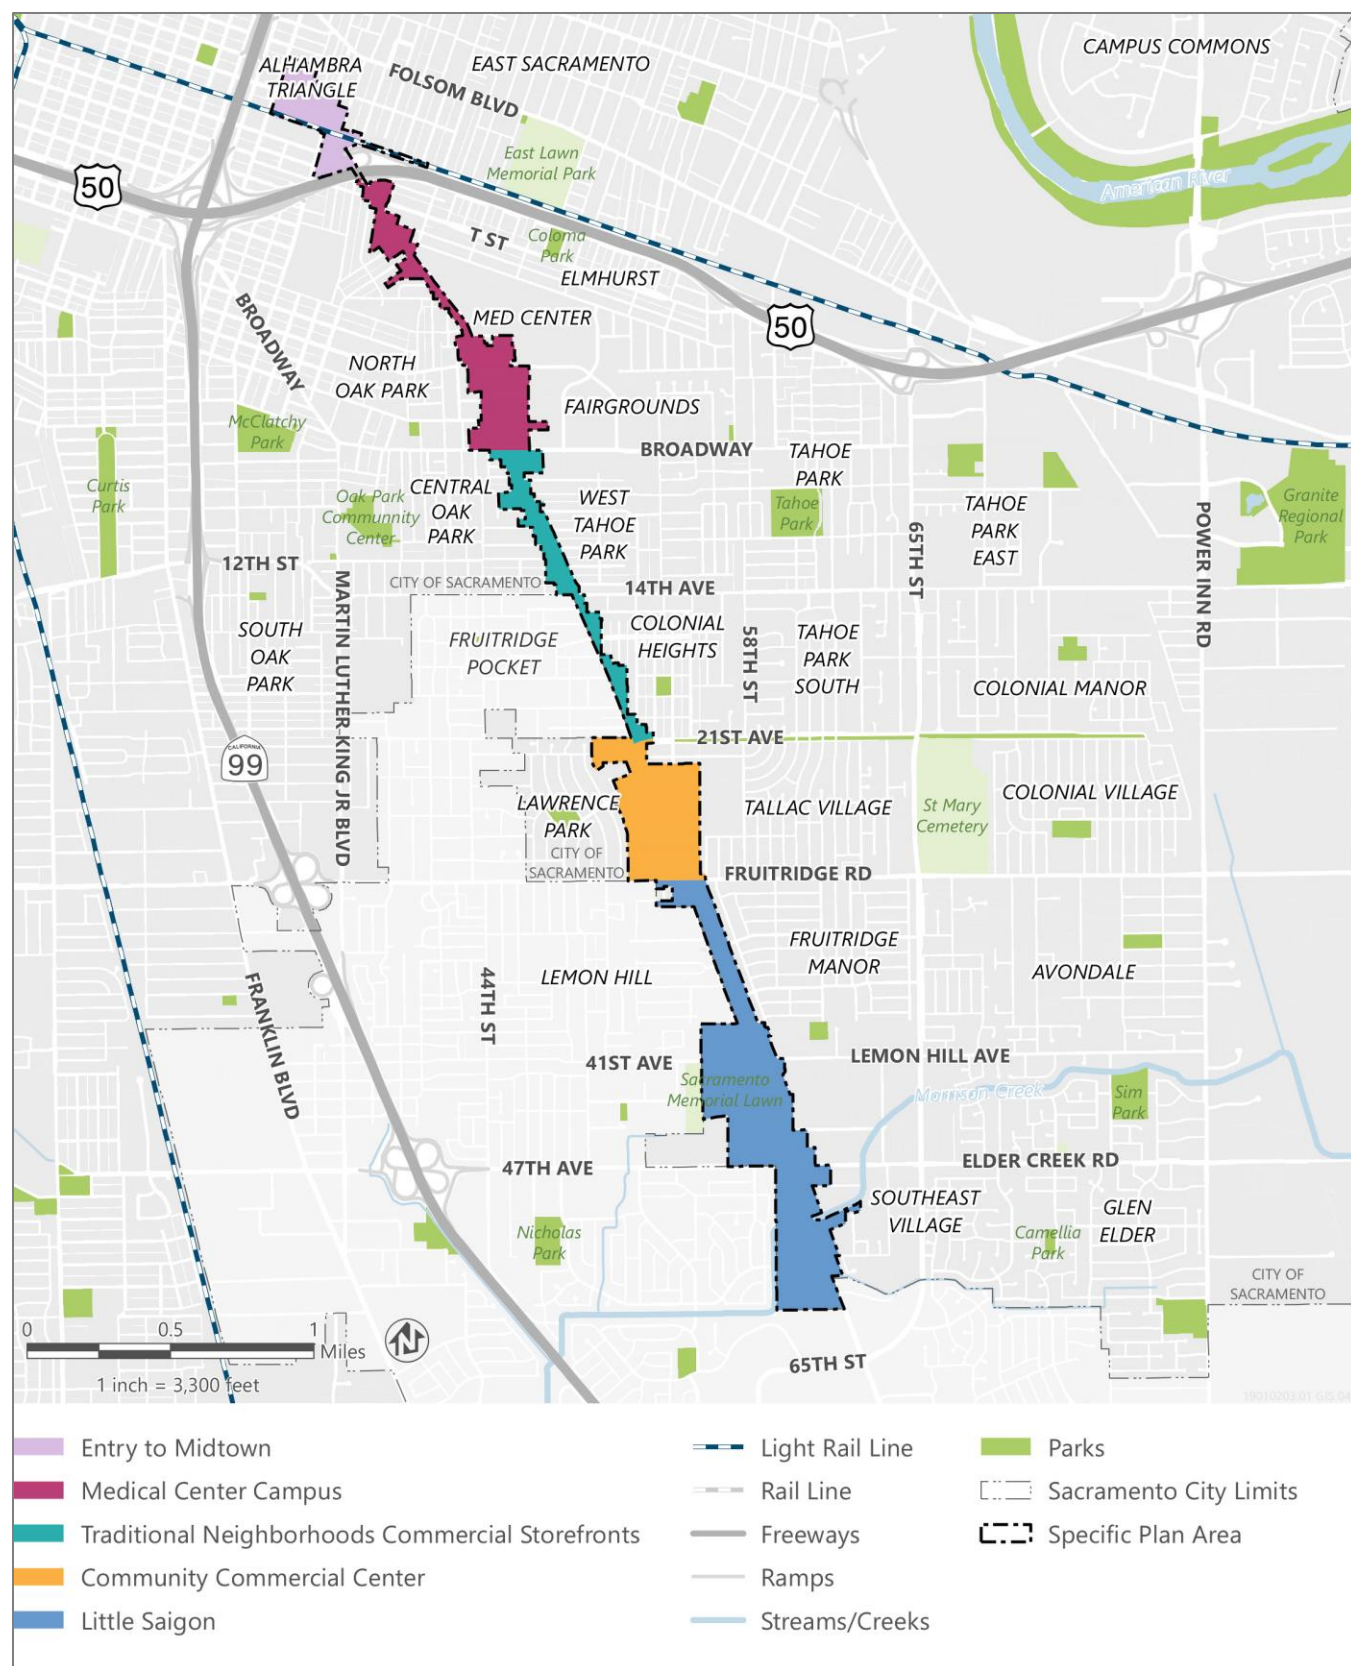 CAMPUS COMMONS
ALHAMBRA
TRIANGLE
EAST SACRAMENTO
FOLSOM BLVD
East Lawn
Memorial Park
American River
50
T ST
Coloma
Park
ELMHURST
BROADWAY
MED CENTER
50
NORTH
OAK PARK
FAIRGROUNDS
McClatchy
Park
BROADWAY
TAHOE
PARK
Curtis
Park
Oak Park
Communnity
Center
CENTRAL
OAK
PARK
WEST
TAHOE
PARK
Tahoe
Park
TAHOE
PARK
EAST
Granite
Regional
Park
65TH ST
POWER INN RD
12TH ST
CITY OF SACRAMENTO
14TH AVE
MARTIN LUTHER KING JR BLVD
SOUTH
OAK
PARK
FRUITRIDGE
POCKET
COLONIAL
HEIGHTS
58TH ST
TAHOE
PARK
SOUTH
COLONIAL MANOR
CALIFORNIA
99
21ST AVE
LAWRENCE
PARK
TALLAC VILLAGE
St Mary
Cemetery
COLONIAL VILLAGE
CITY OF
SACRAMENTO
FRUITRIDGE RD
FRUITRIDGE
MANOR
LEMON HILL
AVONDALE
44TH ST
FRANKLIN BLVD
41ST AVE
LEMON HILL AVE
Sacramento
Memorial Lawn
Morrison Creek
Sim
Park
47TH AVE
ELDER CREEK RD
SOUTHEAST
VILLAGE
GLEN
ELDER
Nicholas
Park
Camellia
Park
CITY OF
SACRAMENTO
0 0.5 1
Miles
N
1 inch = 3,300 feet
65TH ST
19010203.01 GIS 04
Entry to Midtown
Medical Center Campus
Traditional Neighborhoods Commercial Storefronts
Community Commercial Center
Little Saigon
Light Rail Line
Rail Line
Freeways
Ramps
Streams/Creeks
Parks
Sacramento City Limits
Specific Plan Area